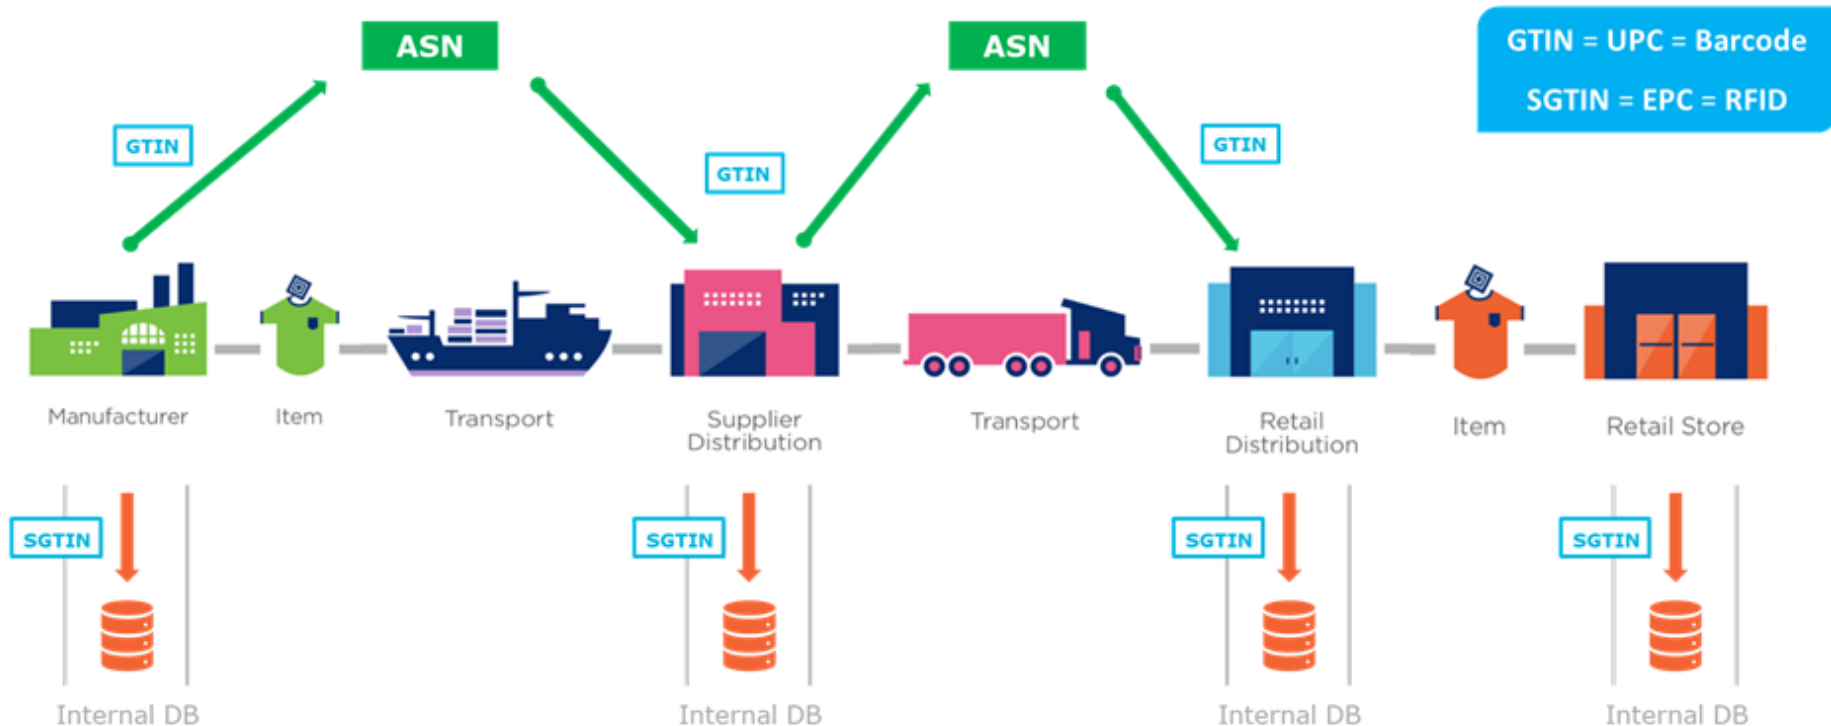 ASN
ASN
GTIN = UPC = Barcode
SGTIN = EPC = RFID
GTIN
GTIN
GTIN
Manufacturer
Item
Transport
Supplier
Distribution
Transport
Retail
Distribution
Item
Retail Store
SGTIN
SGTIN
SGTIN
SGTIN
Internal DB
Internal DB
Internal DB
Internal DB